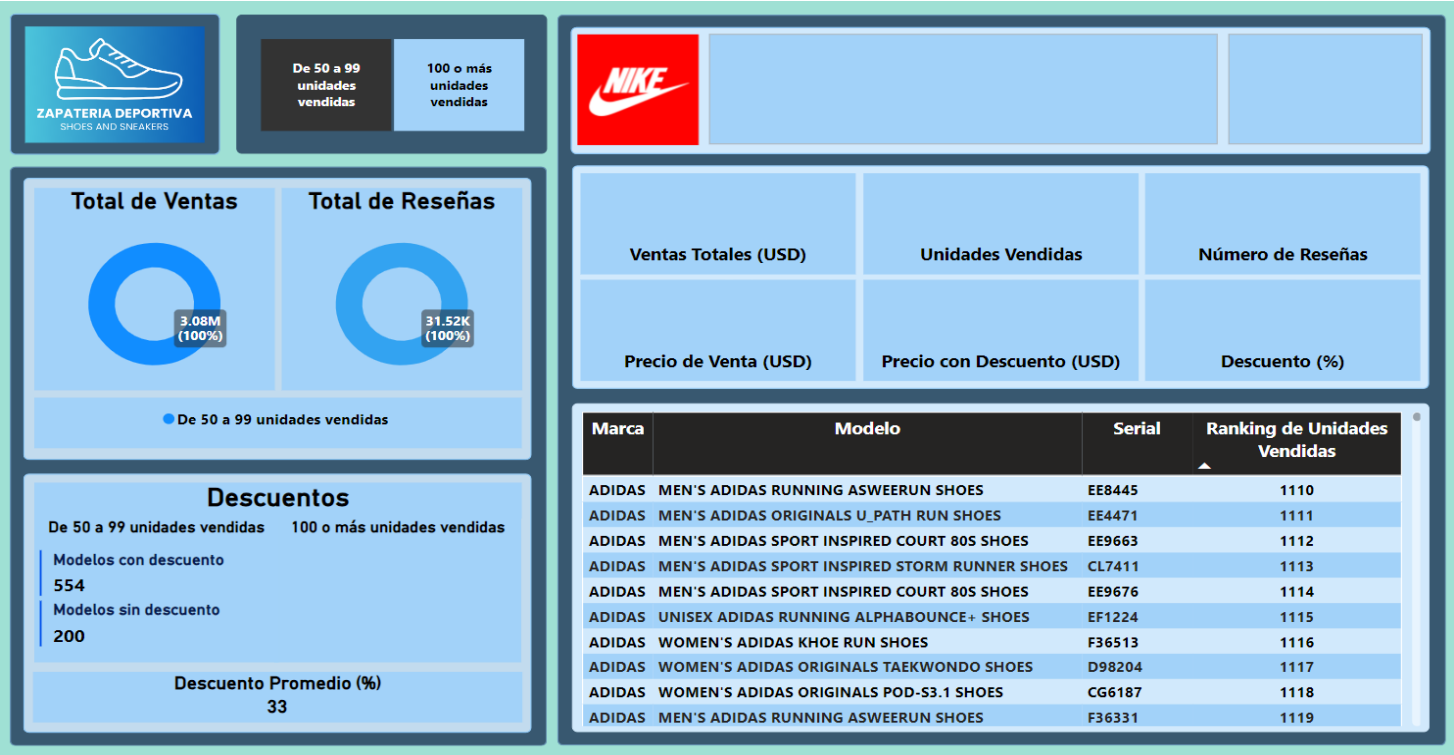 ZAPATERIA DEPORTIVA
SHOES AND SNEAKERS
De 50 a 99
unidades
vendidas
100 o más
unidades
vendidas
NIKE
Total de Ventas
3.08M
(100%)
Total de Reseñas
31.52K
(100%)
De 50 a 99 unidades vendidas
Descuentos
De 50 a 99 unidades vendidas 100 o más unidades vendidas
Modelos con descuento
554
Modelos sin descuento
200
Descuento Promedio (%)
33
Ventas Totales (USD) Unidades Vendidas Número de Reseñas
Precio de Venta (USD) Precio con Descuento (USD) Descuento (%)
Marca Modelo Serial Ranking de Unidades
Vendidas
ADIDAS MEN'S ADIDAS RUNNING ASWEERUN SHOES EE8445 1110
ADIDAS MEN'S ADIDAS ORIGINALS U_PATH RUN SHOES EE4471 1111
ADIDAS MEN'S ADIDAS SPORT INSPIRED COURT 80S SHOES EE9663 1112
ADIDAS MEN'S ADIDAS SPORT INSPIRED STORM RUNNER SHOES CL7411 1113
ADIDAS MEN'S ADIDAS SPORT INSPIRED COURT 80S SHOES EE9676 1114
ADIDAS UNISEX ADIDAS RUNNING ALPHABOUNCE+ SHOES EF1224 1115
ADIDAS WOMEN'S ADIDAS KHOE RUN SHOES F36513 1116
ADIDAS WOMEN'S ADIDAS ORIGINALS TAEKWONDO SHOES D98204 1117
ADIDAS WOMEN'S ADIDAS ORIGINALS POD-S3.1 SHOES CG6187 1118
ADIDAS MEN'S ADIDAS RUNNING ASWEERUN SHOES F36331 1119